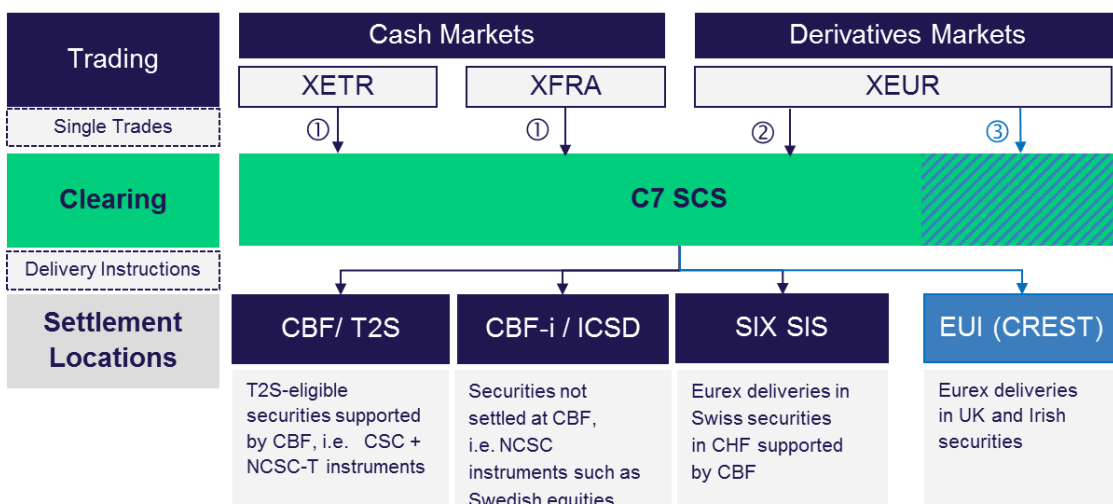 Trading
Cash Markets
Derivatives Markets
XETR
XFRA
XEUR
Single Trades
①
①
②
③
Clearing
C7 SCS
Delivery Instructions
Settlement
Locations
CBF/ T2S
CBF-i / ICSD
SIX SIS
EUI (CREST)
T2S-eligible
securities supported
by CBF, i.e. CSC +
NCSC-T instruments
Securities not
settled at CBF,
i.e. NCSC
instruments such as
Swedish equities
Eurex deliveries in
Swiss securities
in CHF supported
by CBF
Eurex deliveries
in UK and Irish
securities